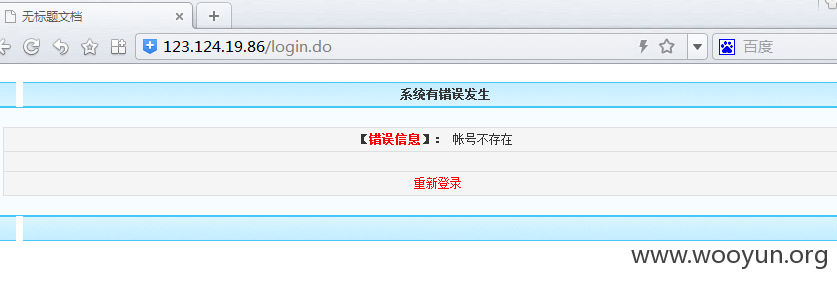 无标题文档
123.124.19.86/login.do
百度
系统有错误发生
【错误信息】： 帐号不存在
重新登录
www.wooyun.org